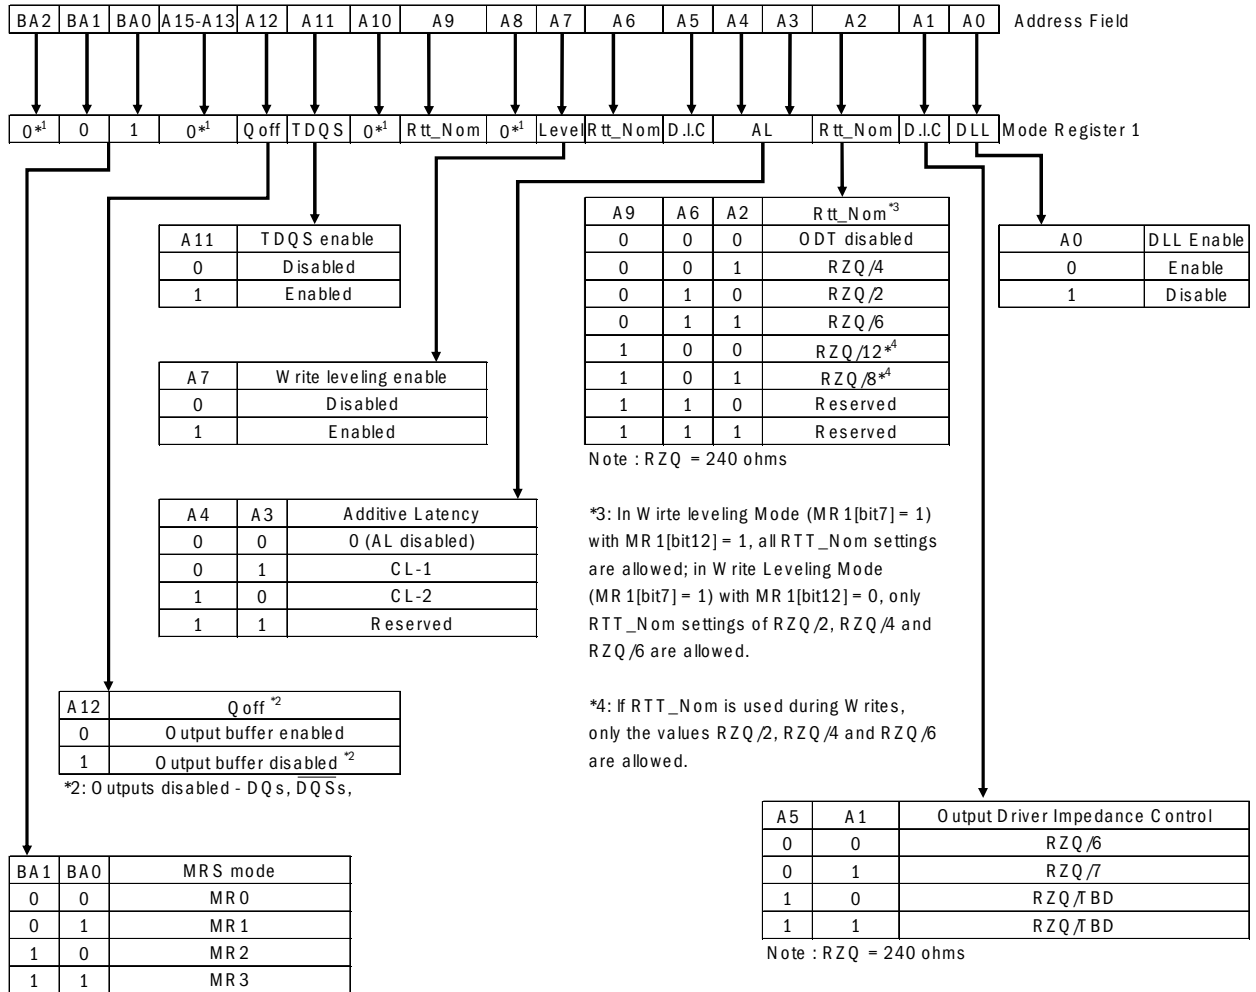 BA2 BA1 BA0 A15-A13 A12 A11 A10 A9 A8 A7 A6 A5 A4 A3 A2 A1 A0 Address Field
0*1 0 1 0*1 Qoff TDQS 0*1 Rtt_Nom 0*1 Level Rtt_Nom D.I.C AL Rtt_Nom D.I.C DLL Mode Register 1
A11 TDQS enable
0 Disabled
1 Enabled
A7 Write leveling enable
0 Disabled
1 Enabled
A4 A3 Additive Latency
0 0 0 (AL disabled)
0 1 CL-1
1 0 CL-2
1 1 Reserved
A12 Qoff *2
0 Output buffer enabled
1 Output buffer disabled *2
*2: Outputs disabled - DQs, DQSs,
BA1 BA0 MRS mode
0 0 MR0
0 1 MR1
1 0 MR2
1 1 MR3
A9 A6 A2 Rtt_Nom*3
0 0 0 ODT disabled
0 0 1 RZQ/4
0 1 0 RZQ/2
0 1 1 RZQ/6
1 0 0 RZQ/12*4
1 0 1 RZQ/8*4
1 1 0 Reserved
1 1 1 Reserved
Note : RZQ = 240 ohms
*3: In Wirte leveling Mode (MR1[bit7] = 1)
with MR1[bit12] = 1, all RTT_Nom settings
are allowed; in Write Leveling Mode
(MR1[bit7] = 1) with MR1[bit12] = 0, only
RTT_Nom settings of RZQ/2, RZQ/4 and
RZQ/6 are allowed.
*4: If RTT_Nom is used during Writes,
only the values RZQ/2, RZQ/4 and RZQ/6
are allowed.
A0 DLL Enable
0 Enable
1 Disable
A5 A1 Output Driver Impedance Control
0 0 RZQ/6
0 1 RZQ/7
1 0 RZQ/TBD
1 1 RZQ/TBD
Note : RZQ = 240 ohms